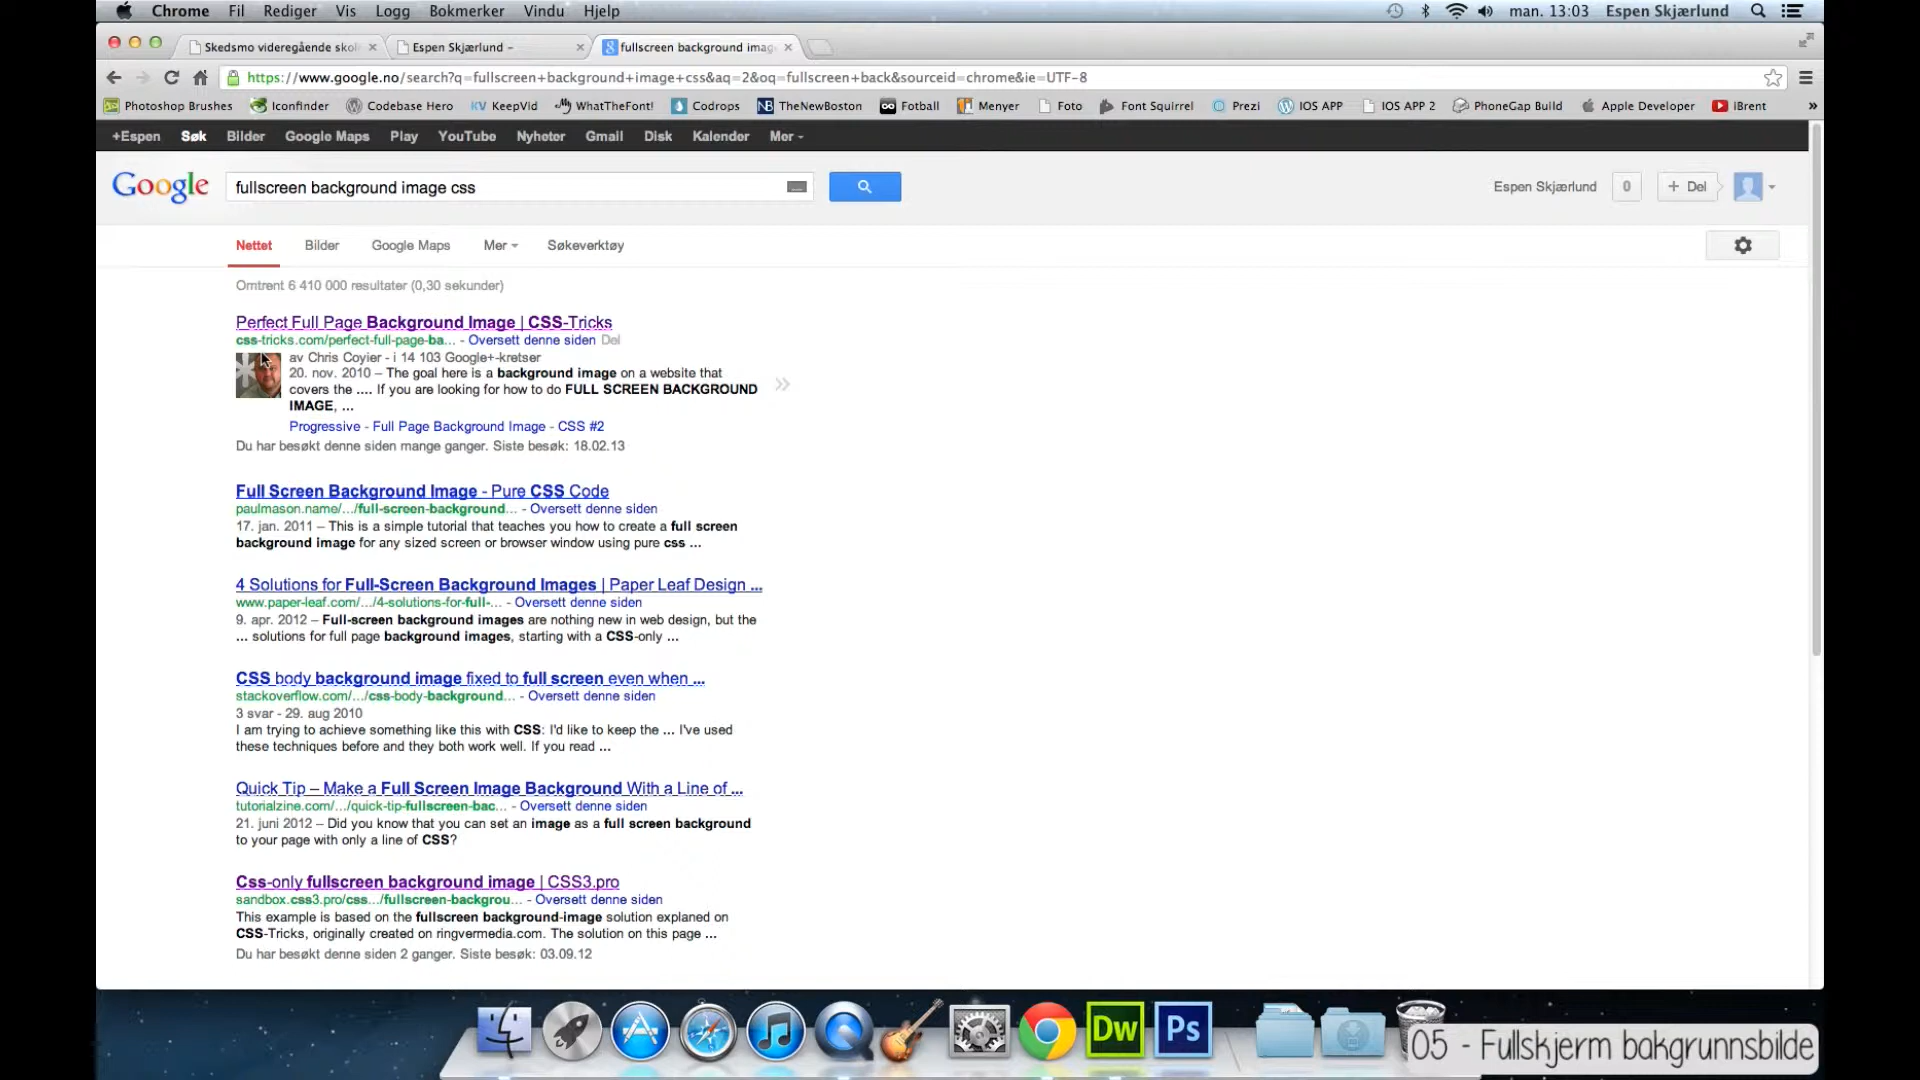 Chrome Fil Rediger Vis Logg Bokmerker Vindu Hjelp man. 13:03 Espen Skjærlund
Skedsmo videregående skol Espen Skjærlund – fullscreen background imag
https://www.google.no/search?q=fullscreen+background+image+css&aq=2&oq=fullscreen+back&sourceid=chrome&ie=UTF-8
Photoshop Brushes Iconfinder Codebase Hero KV KeepVid WhatTheFont! Codrops NB TheNewBoston Fotball Menyer Foto Font Squirrel Prezi IOS APP IOS APP 2 PhoneGap Build Apple Developer iBrent »
+Espen Søk Bilder Google Maps Play YouTube Nyheter Gmail Disk Kalender Mer
Google fullscreen background image css Espen Skjærlund 0 + Del
Nettet Bilder Google Maps Mer Søkeverktøy
Omtrent 6 410 000 resultater (0,30 sekunder)
Perfect Full Page Background Image | CSS-Tricks
css-tricks.com/perfect-full-page-ba... - Oversett denne siden Del
av Chris Coyier - i 14 103 Google+-kretser
20. nov. 2010 – The goal here is a background image on a website that
covers the .... If you are looking for how to do FULL SCREEN BACKGROUND
IMAGE, ...
Progressive - Full Page Background Image - CSS #2
Du har besøkt denne siden mange ganger. Siste besøk: 18.02.13
Full Screen Background Image - Pure CSS Code
paulmason.name/.../full-screen-background... - Oversett denne siden
17. jan. 2011 – This is a simple tutorial that teaches you how to create a full screen
background image for any sized screen or browser window using pure css ...
4 Solutions for Full-Screen Background Images | Paper Leaf Design ...
www.paper-leaf.com/.../4-solutions-for-full-... - Oversett denne siden
9. apr. 2012 – Full-screen background images are nothing new in web design, but the
... solutions for full page background images, starting with a CSS-only ...
CSS body background image fixed to full screen even when ...
stackoverflow.com/.../css-body-background... - Oversett denne siden
3 svar - 29. aug 2010
I am trying to achieve something like this with CSS: I'd like to keep the ... I've used
these techniques before and they both work well. If you read ...
Quick Tip – Make a Full Screen Image Background With a Line of ...
tutorialzine.com/.../quick-tip-fullscreen-bac... - Oversett denne siden
21. juni 2012 – Did you know that you can set an image as a full screen background
to your page with only a line of CSS?
Css-only fullscreen background image | CSS3.pro
sandbox.css3.pro/css.../fullscreen-backgrou... - Oversett denne siden
This example is based on the fullscreen background-image solution explaned on
CSS-Tricks, originally created on ringvermedia.com. The solution on this page ...
Du har besøkt denne siden 2 ganger. Siste besøk: 03.09.12
Dw Ps
05 - Fullskjerm bakgrunnsbilde